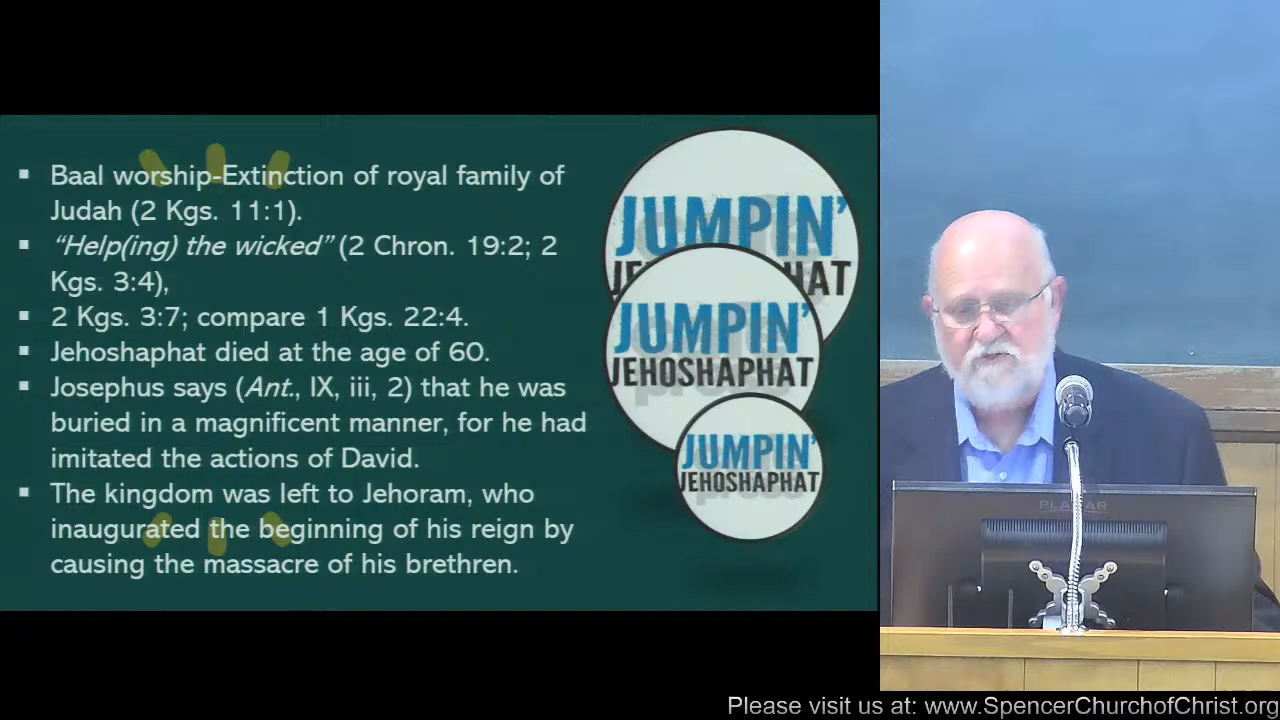 Baal worship-Extinction of royal family of
Judah (2 Kgs. 11:1).
“Help(ing) the wicked” (2 Chron. 19:2; 2
Kgs. 3:4),
2 Kgs. 3:7; compare 1 Kgs. 22:4.
Jehoshaphat died at the age of 60.
Josephus says (Ant., IX, iii, 2) that he was
buried in a magnificent manner, for he had
imitated the actions of David.
The kingdom was left to Jehoram, who
inaugurated the beginning of his reign by
causing the massacre of his brethren.
JUMPIN’
JUMPIN’
JEHOSHAPHAT
JUMPIN’
JEHOSHAPHAT
PLANAR
Please visit us at: www.SpencerChurchofChrist.org